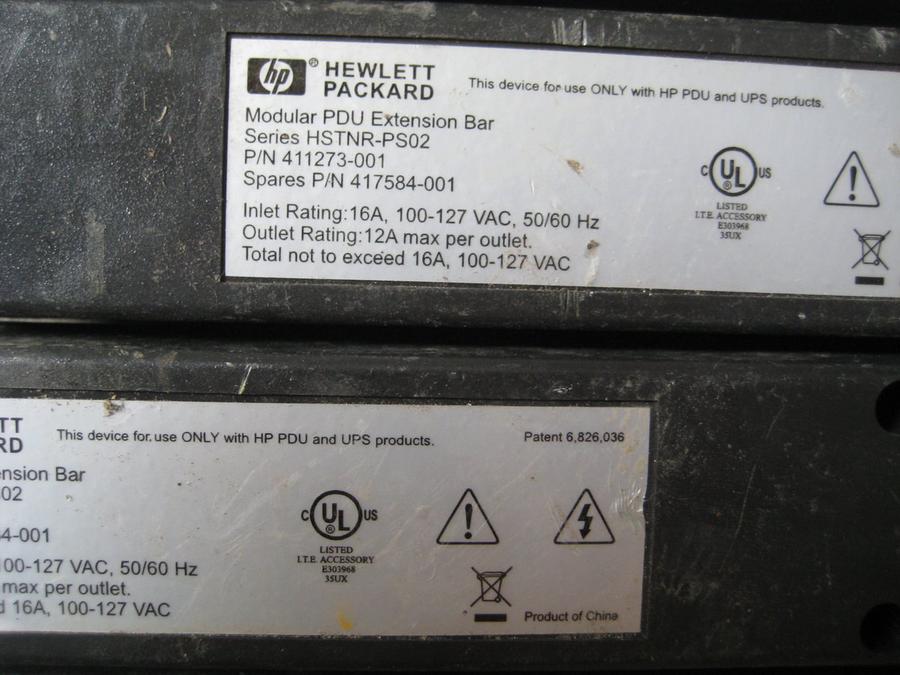 hp ® HEWLETT
PACKARD
This device for use ONLY with HP PDU and UPS products.
Modular PDU Extension Bar
Series HSTNR-PS02
P/N 411273-001
Spares P/N 417584-001
Inlet Rating:16A, 100-127 VAC, 50/60 Hz
Outlet Rating:12A max per outlet.
Total not to exceed 16A, 100-127 VAC
C UL ® US
LISTED
I.T.E. ACCESSORY
E303968
35UX
TT
RD
This device for use ONLY with HP PDU and UPS products.
Patent 6,826,036
ension Bar
02
4-001
100-127 VAC, 50/60 Hz
max per outlet.
d 16A, 100-127 VAC
C UL ® US
LISTED
I.T.E. ACCESSORY
E303968
35UX
Product of China